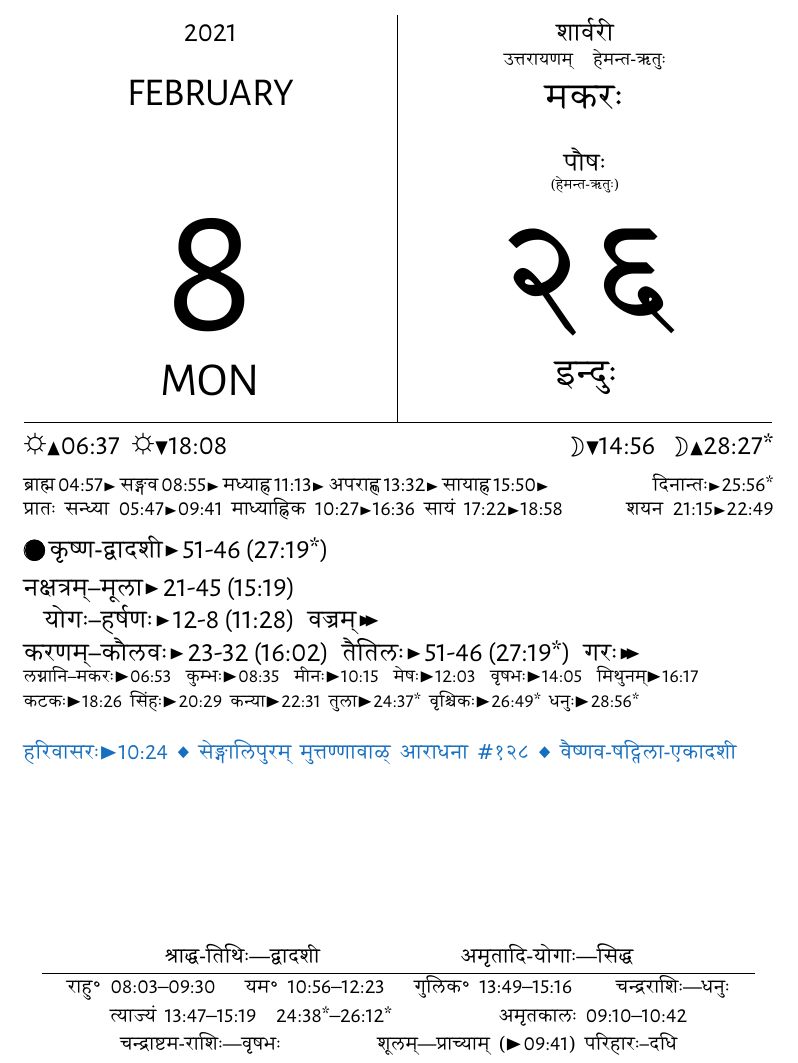 2021
FEBRUARY
8
MON
शार्वरी
उत्तरायणम् हेमन्त-ऋतुः
मकरः
पौषः
(हेमन्त-ऋतुः)
२६
इन्दुः
☼▲06:37 ☼▼18:08 ☽▼14:56 ☽▲28:27*
ब्राह्म 04:57► सङ्गव 08:55► मध्याह्न 11:13► अपराह्ण 13:32► सायाह्न 15:50► दिनान्तः►25:56*
प्रातः सन्ध्या 05:47►09:41 माध्याह्निक 10:27►16:36 सायं 17:22►18:58 शयन 21:15►22:49
कृष्ण-द्वादशी►51-46 (27:19*)
नक्षत्रम्–मूला►21-45 (15:19)
योगः–हर्षणः►12-8 (11:28) वज्रम्►►
करणम्–कौलवः►23-32 (16:02) तैतिलः►51-46 (27:19*) गरः►►
लग्नानि–मकरः►06:53 कुम्भः►08:35 मीनः►10:15 मेषः►12:03 वृषभः►14:05 मिथुनम्►16:17
कटकः►18:26 सिंहः►20:29 कन्या►22:31 तुला►24:37* वृश्चिकः►26:49* धनुः►28:56*
हरिवासरः►10:24 ◆ सेङ्गालिपुरम् मुत्तण्णावाळ् आराधना #१२८ ◆ वैष्णव-षट्तिला-एकादशी
श्राद्ध-तिथिः—द्वादशी अमृतादि-योगाः—सिद्ध
राहु॰ 08:03–09:30 यम॰ 10:56–12:23 गुलिक॰ 13:49–15:16 चन्द्रराशिः—धनुः
त्याज्यं 13:47–15:19 24:38*–26:12* अमृतकालः 09:10–10:42
चन्द्राष्टम-राशिः—वृषभः शूलम्—प्राच्याम् (►09:41) परिहारः–दधि